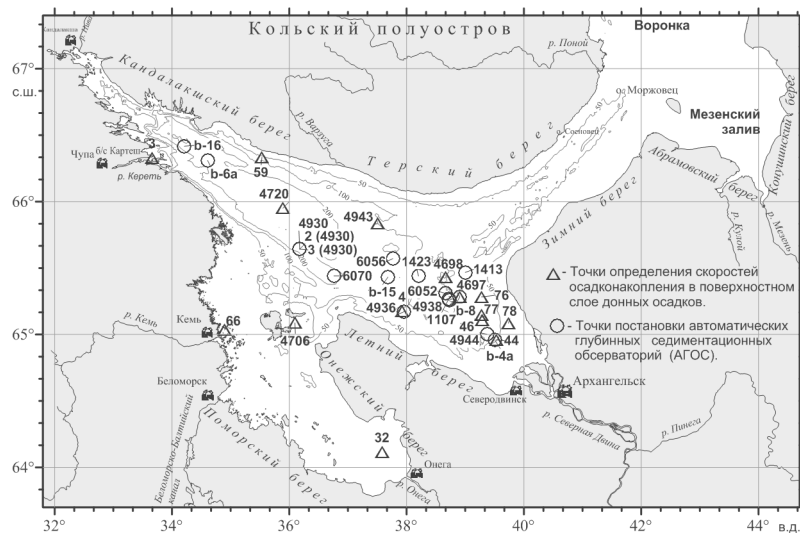 Кольский полуостров
Воронка
Кандалакша
р. Нива
р. Поной
67°
с.ш.
Кандалакшский берег
о. Моржовец
Мезенский
залив
р. Варзуга
р. Сосновка
Терский берег
3
b-16
Чупа
б/с Картеш
59
b-6a
р. Кереть
Абрамовский берег
Конушинский берег
66°
4720
4943
4930
2 (4930)
3 (4930)
Зимний берег
р. Кулой
р. Мезень
6056
1423
4698
1413
6070
b-15
6052
4697
76
4
4936
4938
b-8
77
78
1107
46
р. Кемь
Кемь
66
4706
4944
44
b-4a
65°
Летний берег
Онежский берег
Беломорск
Северодвинск
Архангельск
Беломорско-Балтийский
канал
Поморский берег
32
р. Северная Двина
р. Пинега
64°
Онега
р. Онега
- Точки определения скоростей
осадконакопления в поверхностном
слое донных осадков.
- Точки постановки автоматических
глубинных седиментационных
обсерваторий (АГОС).
32° 34° 36° 38° 40° 42° 44° в.д.